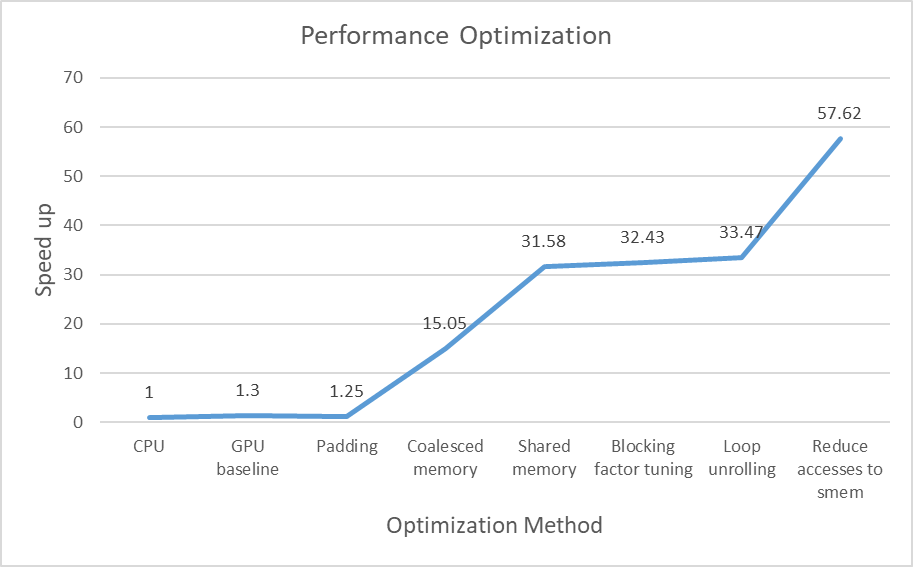 Performance Optimization
Speed up
70
60
50
40
30
20
10
0
1
1.3
1.25
15.05
31.58
32.43
33.47
57.62
CPU
GPU
baseline
Padding
Coalesced
memory
Shared
memory
Blocking
factor tuning
Loop
unrolling
Reduce
accesses to
smem
Optimization Method